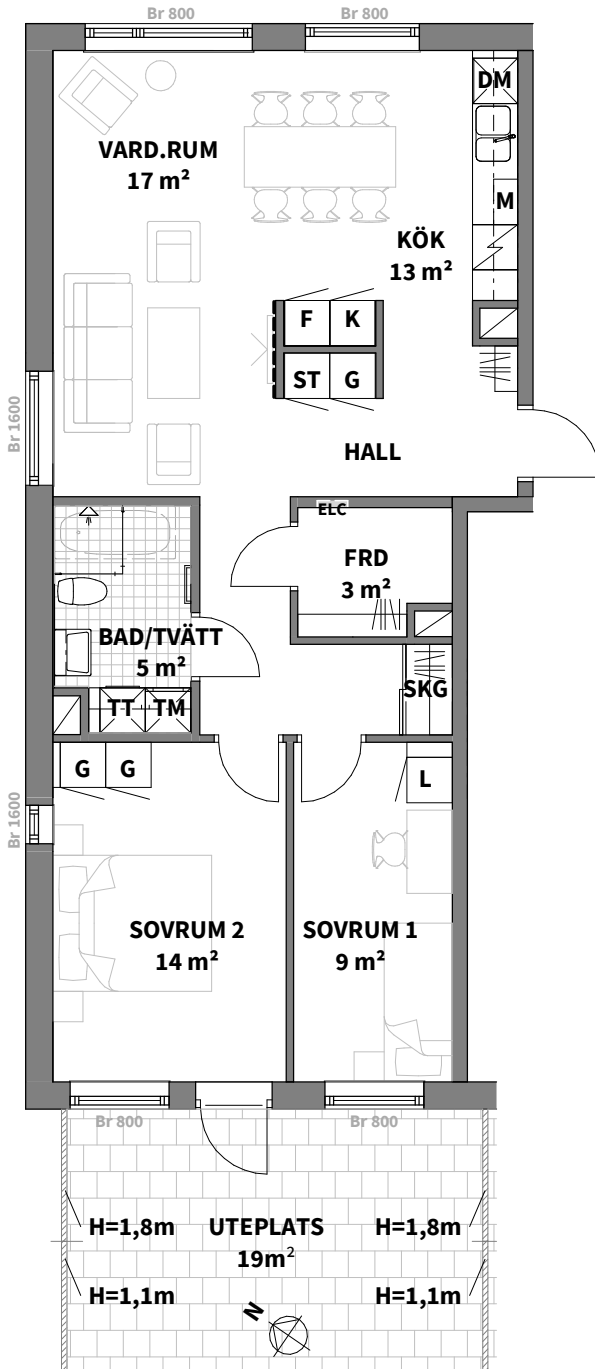 Br 800
Br 800
DM
VARD.RUM
17 m²
M
KÖK
13 m²
F K
ST G
Br 1600
HALL
ELC
FRD
3 m²
BAD/TVÄTT
5 m²
SKG
TT TM
G G
L
Br 1600
SOVRUM 2
14 m²
SOVRUM 1
9 m²
Br 800
Br 800
H=1,8m
UTEPLATS
19m²
H=1,8m
H=1,1m
H=1,1m
N